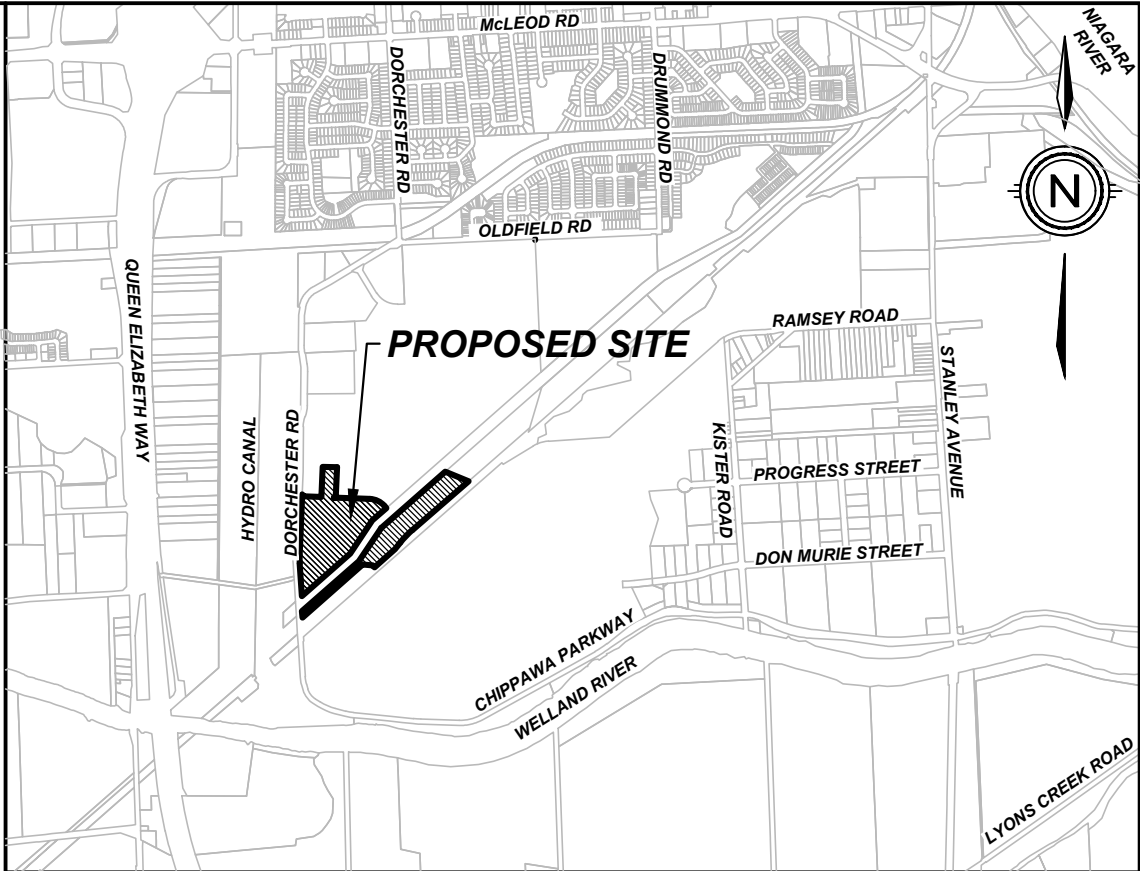 McLEOD RD
NIAGARA
RIVER
DORCHESTER RD
DRUMMOND RD
N
OLDFIELD RD
QUEEN ELIZABETH WAY
RAMSEY ROAD
PROPOSED SITE
STANLEY AVENUE
HYDRO CANAL
DORCHESTER RD
KISTER ROAD
PROGRESS STREET
DON MURIE STREET
CHIPPAWA PARKWAY
WELLAND RIVER
LYONS CREEK ROAD